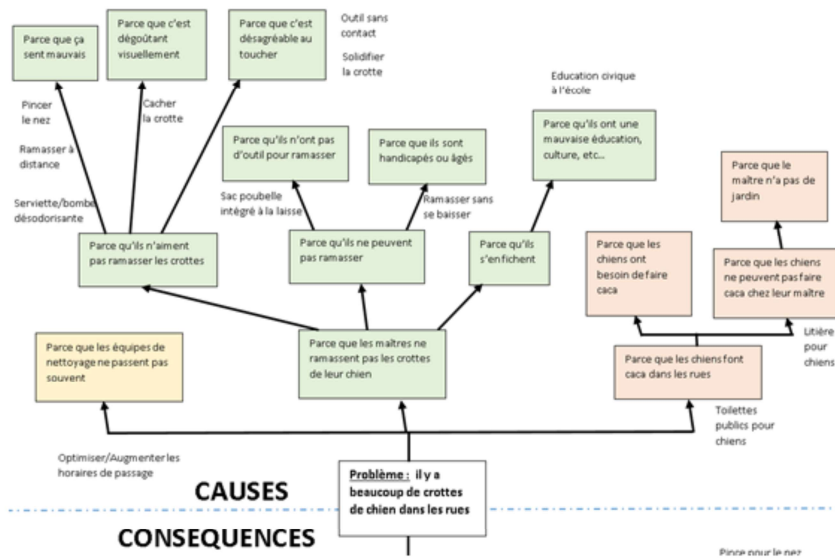 Parce que ça
sent mauvais
Parce que c'est
dégoûtant
visuellement
Parce que c'est
désagréable au
toucher
Outil sans
contact
Solidifier
la crotte
Pincer
le nez
Ramasser à
distance
Serviette/bombe
désodorisante
Cacher
la crotte
Education civique
à l'école
Parce qu'ils n'ont pas
d'outil pour ramasser
Parce que ils sont
handicapés ou âgés
Parce qu'ils ont une
mauvaise éducation,
culture, etc...
Parce que le
maître n'a pas de
jardin
Sac poubelle
intégré à la laisse
Ramasser sans
se baisser
Parce qu'ils n'aiment
pas ramasser les crottes
Parce qu'ils ne peuvent
pas ramasser
Parce qu'ils
s'en fichent
Parce que les
chiens ont
besoin de faire
caca
Parce que les chiens
ne peuvent pas faire
caca chez leur maître
Litière
pour
chiens
Parce que les équipes de
nettoyage ne passent pas
souvent
Parce que les maîtres ne
ramassent pas les crottes
de leur chien
Parce que les chiens font
caca dans les rues
Toilettes
publics pour
chiens
Optimiser/Augmenter les
horaires de passage
Problème : il y a
beaucoup de crottes
de chien dans les rues
CAUSES
CONSEQUENCES
Pince pour le nez